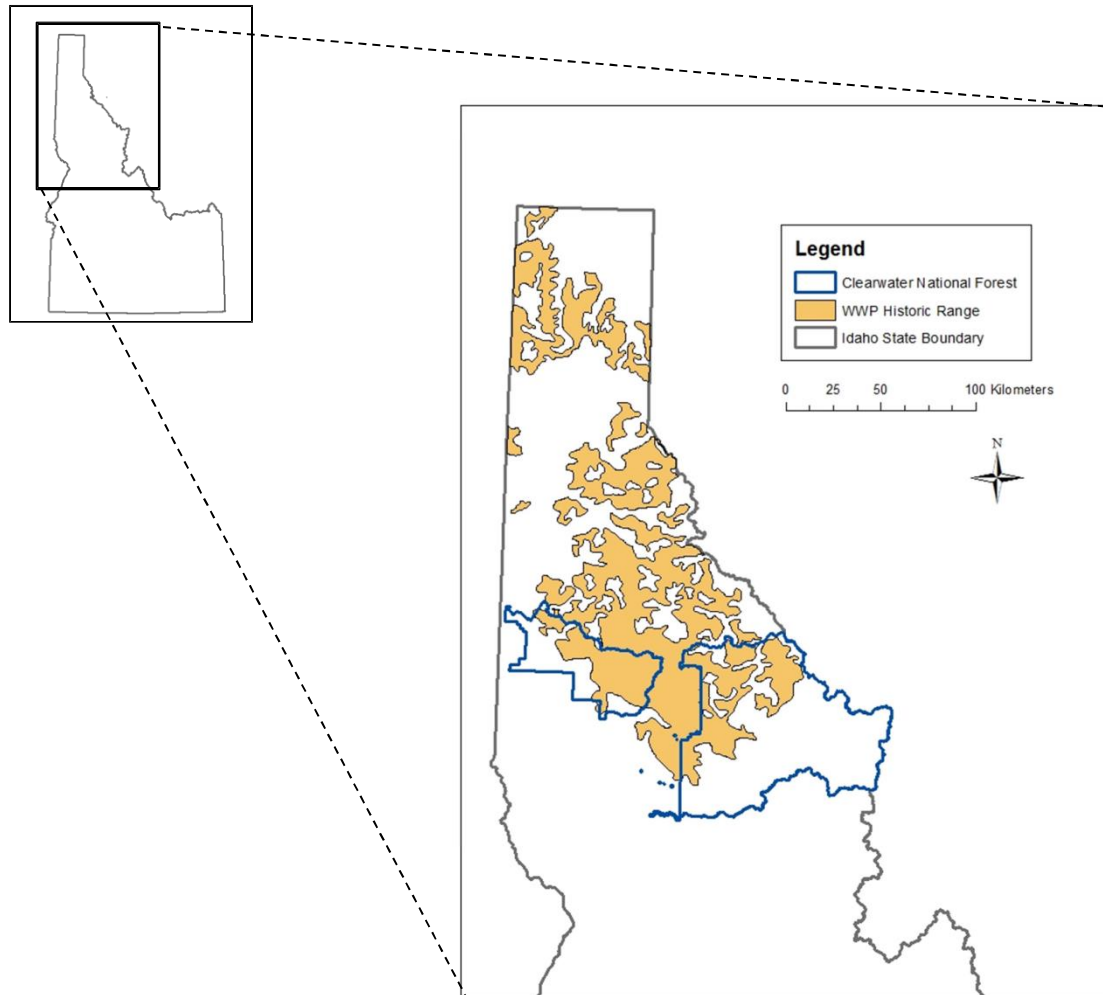 Legend
Clearwater National Forest
WWP Historic Range
Idaho State Boundary
0 25 50 100 Kilometers
N